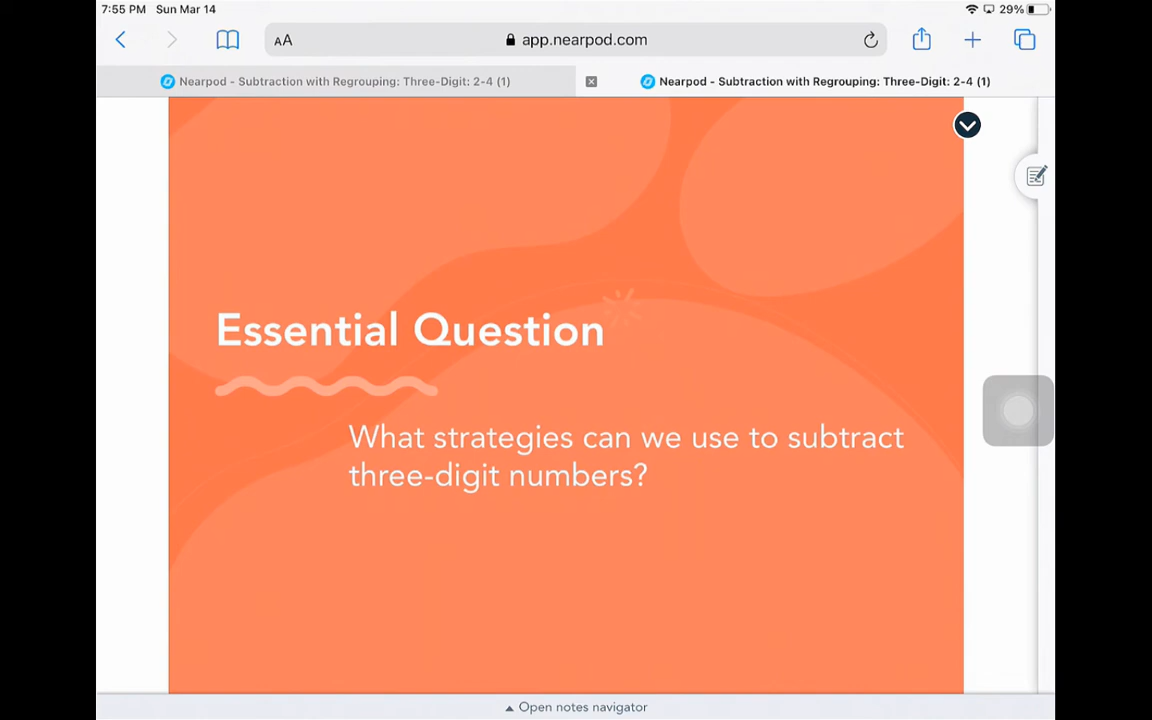 7:55 PM Sun Mar 14
29%
AA
app.nearpod.com
Nearpod - Subtraction with Regrouping: Three-Digit: 2-4 (1)
Nearpod - Subtraction with Regrouping: Three-Digit: 2-4 (1)
Essential Question
What strategies can we use to subtract
three-digit numbers?
Open notes navigator